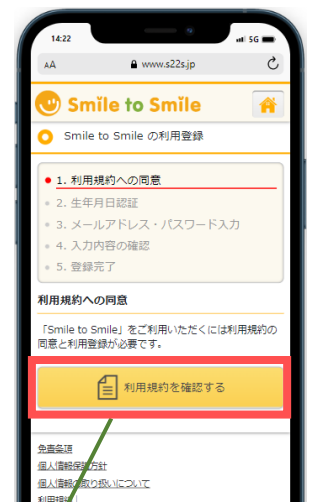 14:22
5G
AA
www.s22s.jp
Smile to Smile
Smile to Smile の利用登録
1. 利用規約への同意
2. 生年月日認証
3. メールアドレス・パスワード入力
4. 入力内容の確認
5. 登録完了
利用規約への同意
「Smile to Smile」をご利用いただくには利用規約の
同意と利用登録が必要です。
利用規約を確認する
免責条項
個人情報保護方針
個人情報の取り扱いについて
利用規約